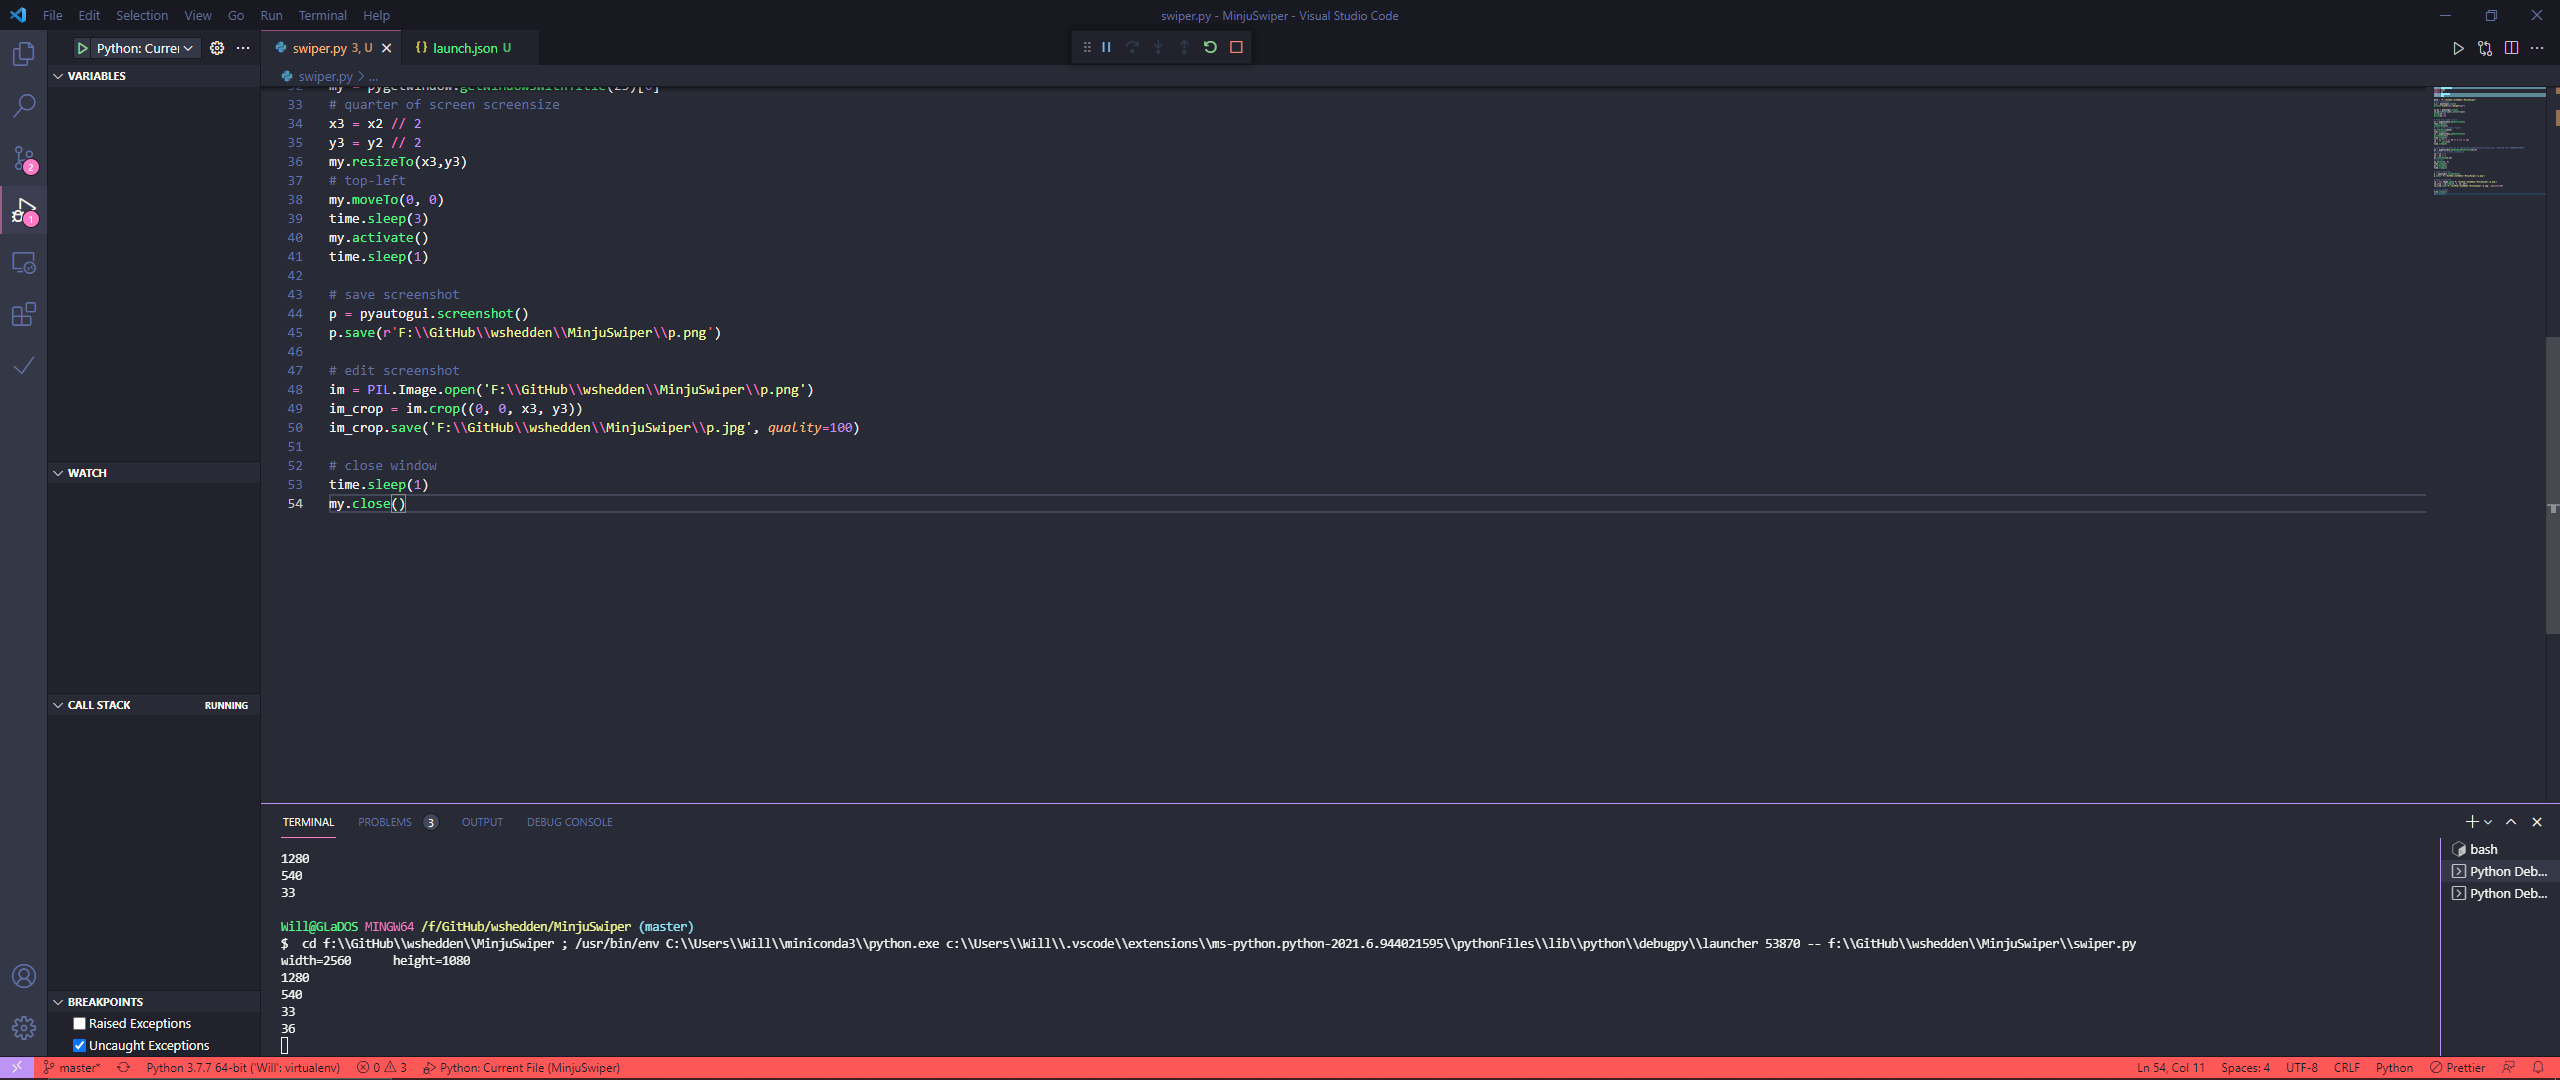 File Edit Selection View Go Run Terminal Help
swiper.py - MinjuSwiper - Visual Studio Code
Python: Currer
swiper.py 3, U
launch.json U
VARIABLES
swiper.py > ...
32 my = pygetwindow.getWindowsWithTitle(z3)[0]
33 # quarter of screen screensize
34 x3 = x2 // 2
35 y3 = y2 // 2
36 my.resizeTo(x3,y3)
37 # top-left
38 my.moveTo(0, 0)
39 time.sleep(3)
40 my.activate()
41 time.sleep(1)
42
43 # save screenshot
44 p = pyautogui.screenshot()
45 p.save(r'F:\\GitHub\\wshedden\\MinjuSwiper\\p.png')
46
47 # edit screenshot
48 im = PIL.Image.open('F:\\GitHub\\wshedden\\MinjuSwiper\\p.png')
49 im_crop = im.crop((0, 0, x3, y3))
50 im_crop.save('F:\\GitHub\\wshedden\\MinjuSwiper\\p.jpg', quality=100)
51
52 # close window
53 time.sleep(1)
54 my.close()
2
1
WATCH
CALL STACK RUNNING
BREAKPOINTS
Raised Exceptions
Uncaught Exceptions
TERMINAL PROBLEMS 3 OUTPUT DEBUG CONSOLE
1280
540
33
Will@GLaDOS MINGW64 /f/GitHub/wshedden/MinjuSwiper (master)
$ cd f:\\GitHub\\wshedden\\MinjuSwiper ; /usr/bin/env C:\\Users\\Will\\miniconda3\\python.exe c:\\Users\\Will\\.vscode\\extensions\\ms-python.python-2021.6.944021595\\pythonFiles\\lib\\python\\debugpy\\launcher 53870 -- f:\\GitHub\\wshedden\\MinjuSwiper\\swiper.py
width=2560 height=1080
1280
540
33
36
bash
Python Deb...
Python Deb...
master* Python 3.7.7 64-bit ('Will': virtualenv) 0 3 Python: Current File (MinjuSwiper)
Ln 54, Col 11 Spaces: 4 UTF-8 CRLF Python Prettier